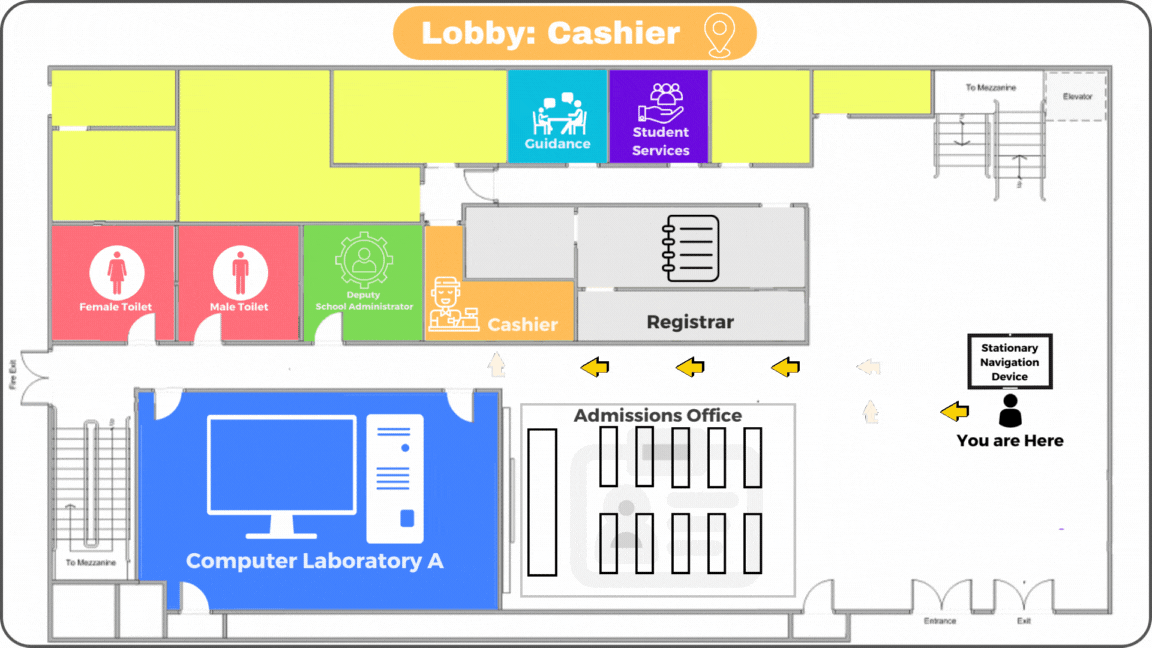 Lobby: Cashier
To Mezzanine
Elevator
Guidance
Student
Services
Female Toilet
Male Toilet
Deputy
School Administrator
Cashier
Registrar
Stationary
Navigation
Device
You are Here
Fire Exit
Admissions Office
Computer Laboratory A
To Mezzanine
Entrance
Exit